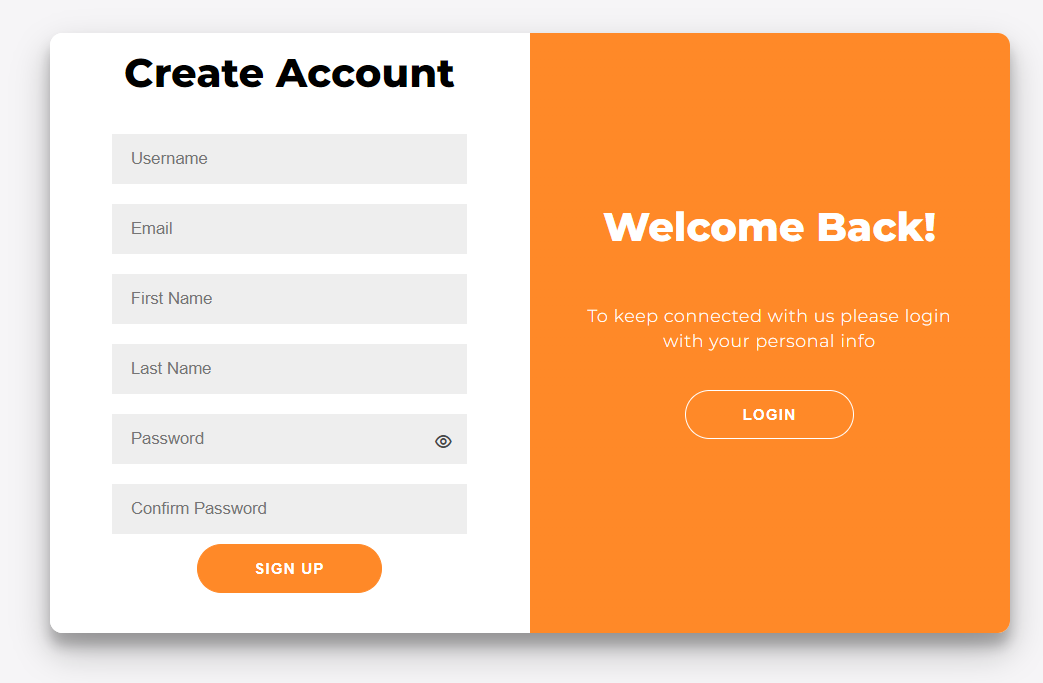 Create Account
Username
Email
First Name
Last Name
Password
Confirm Password
SIGN UP
Welcome Back!
To keep connected with us please login
with your personal info
LOGIN